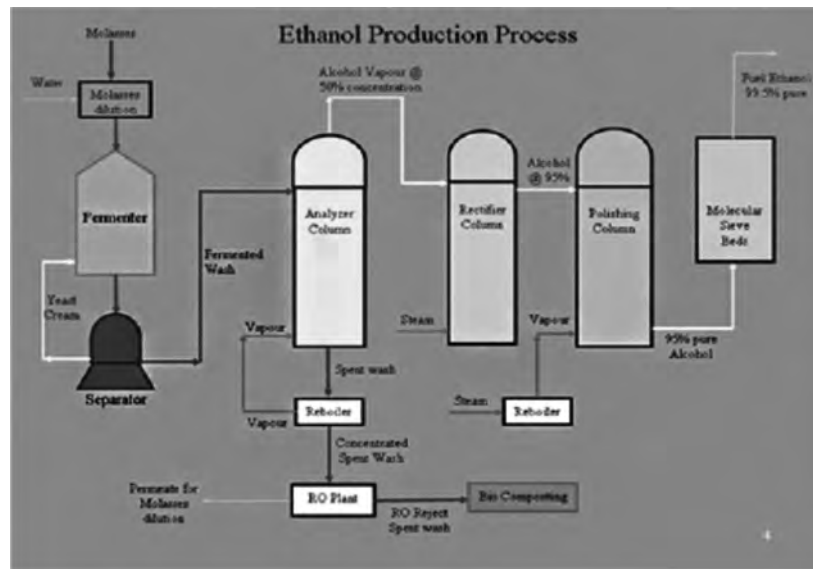 Ethanol Production Process
Molasses
Water
Molasses
dilution
Fermenter
Yeast
Cream
Separator
Fermented
Wash
Alcohol Vapour @
50% concentration
Analyzer
Column
Vapour
Spent wash
Reboiler
Vapour
Concentrated
Spent Wash
Permeate for
Molasses
dilution
RO Plant
RO Reject
Spent wash
Bio Composting
Rectifier
Column
Steam
Alcohol
@ 95%
Polishing
Column
Vapour
Steam
Reboiler
95% pure
Alcohol
Molecular
Sieve
Beds
Fuel Ethanol
99.5% pure
4